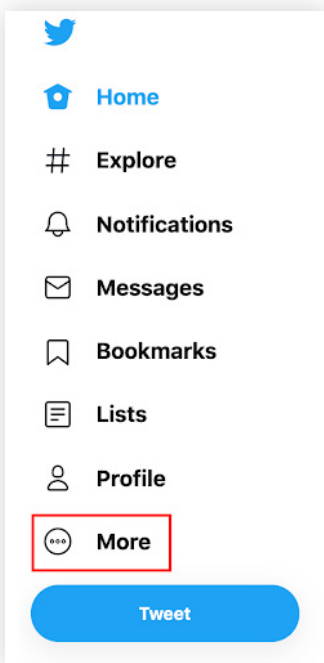 Home
Explore
Notifications
Messages
Bookmarks
Lists
Profile
More
Tweet